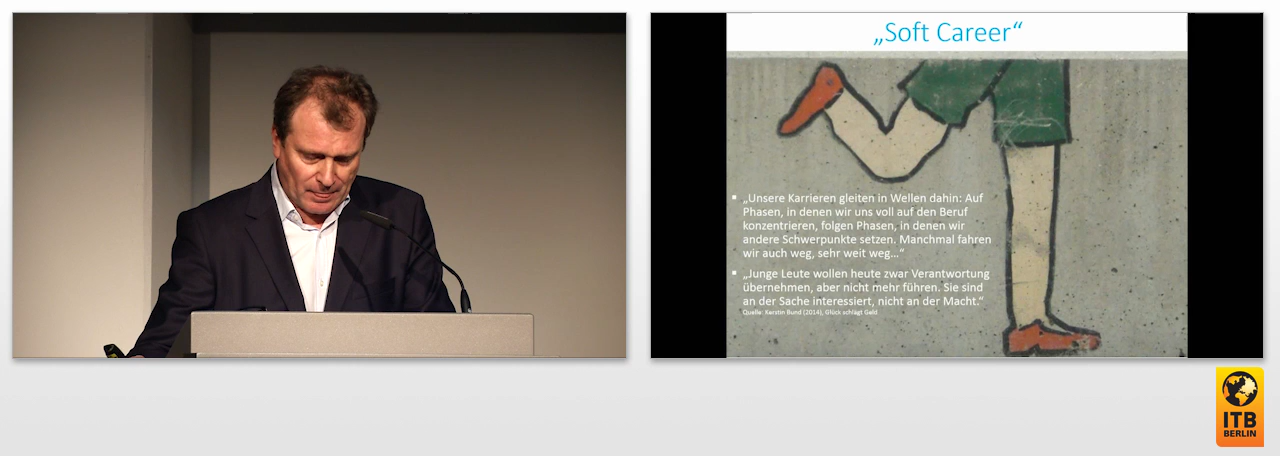 „Soft Career“
▪ „Unsere Karrieren gleiten in Wellen dahin: Auf
Phasen, in denen wir uns voll auf den Beruf
konzentrieren, folgen Phasen, in denen wir
andere Schwerpunkte setzen. Manchmal fahren
wir auch weg, sehr weit weg…“
▪ „Junge Leute wollen heute zwar Verantwortung
übernehmen, aber nicht mehr führen. Sie sind
an der Sache interessiert, nicht an der Macht.“
Quelle: Kerstin Bund (2014), Glück schlägt Geld
ITB
BERLIN